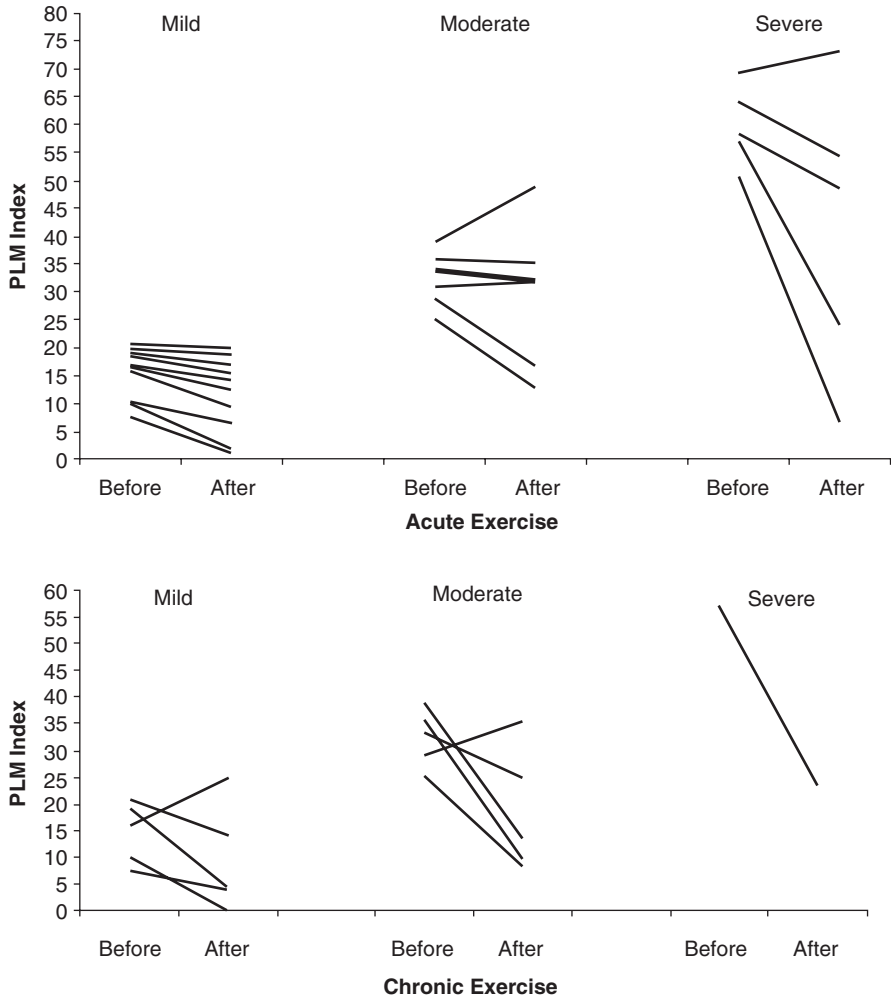 80
Mild
Moderate
Severe
75
70
65
60
55
50
45
40
35
30
25
20
15
10
5
0
PLM Index
Before After Before After Before After
Acute Exercise
60
Mild
Moderate
Severe
55
50
45
40
35
30
25
20
15
10
5
0
PLM Index
Before After Before After Before After
Chronic Exercise